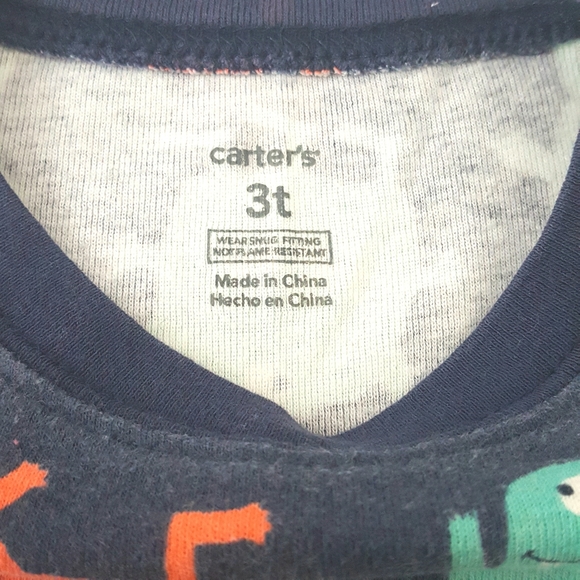 carter's
3t
WEAR SNUG FITTING
NOT FLAME RESISTANT
Made in China
Hecho en China